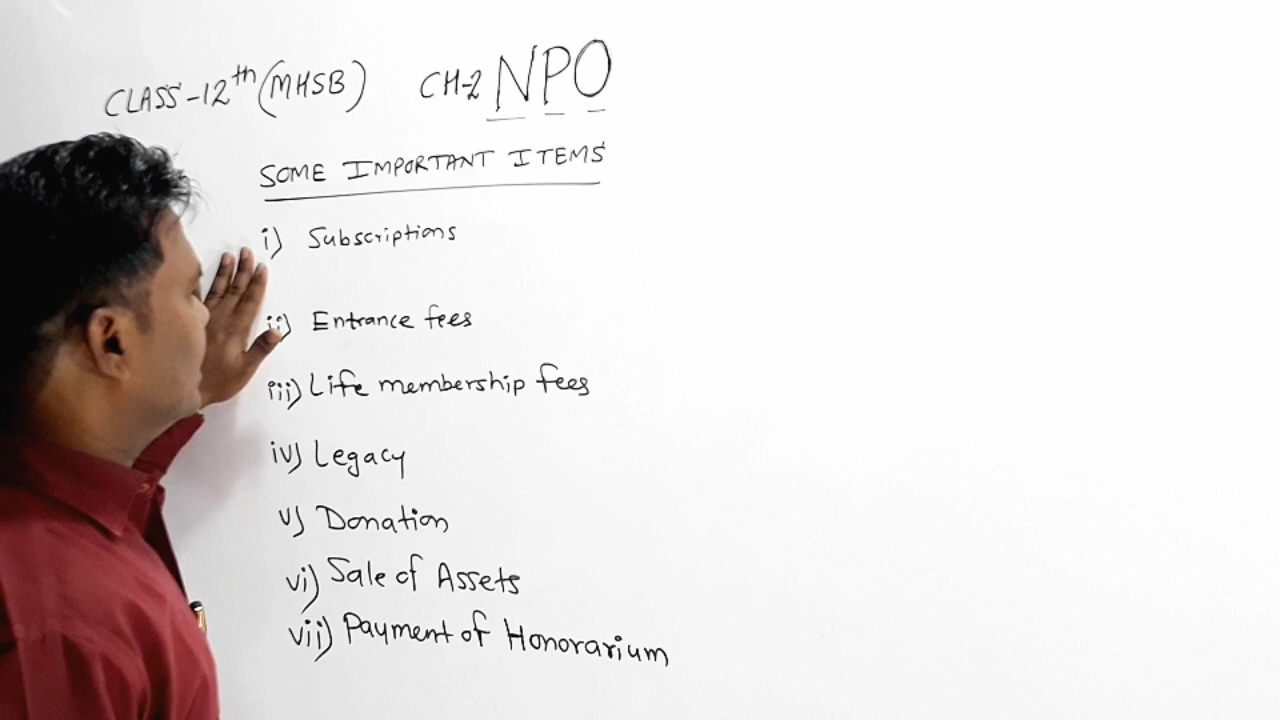 CLASS-12th (MHSB) CH-2 NPO
SOME IMPORTANT ITEMS
i) Subscriptions
ii) Entrance fees
iii) Life membership fees
iv) Legacy
v) Donation
vi) Sale of Assets
vii) Payment of Honorarium